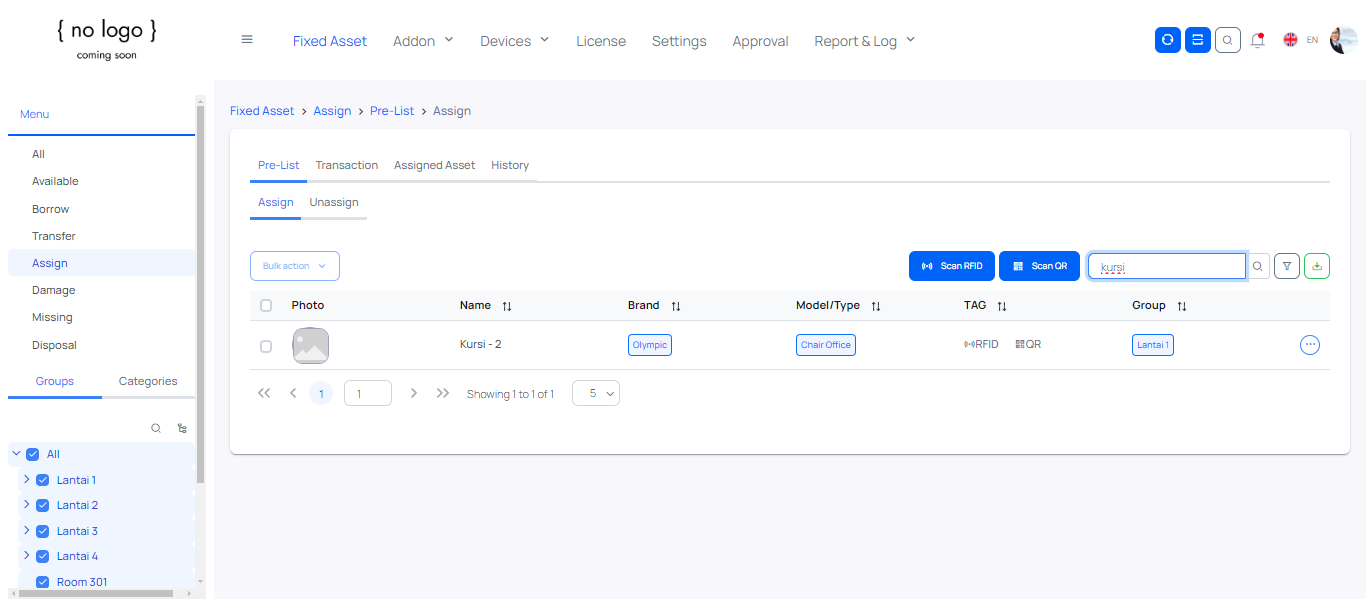 { no logo }
coming soon
Fixed Asset Addon Devices License Settings Approval Report & Log EN
Menu
All
Available
Borrow
Transfer
Assign
Damage
Missing
Disposal
Groups Categories
All
Lantai 1
Lantai 2
Lantai 3
Lantai 4
Room 301
Fixed Asset > Assign > Pre-List > Assign
Pre-List Transaction Assigned Asset History
Assign Unassign
Bulk action Scan RFID Scan QR kursi
Photo Name Brand Model/Type TAG Group
Kursi - 2 Olympic Chair Office RFID QR Lantai 1
1 1 Showing 1 to 1 of 1 5